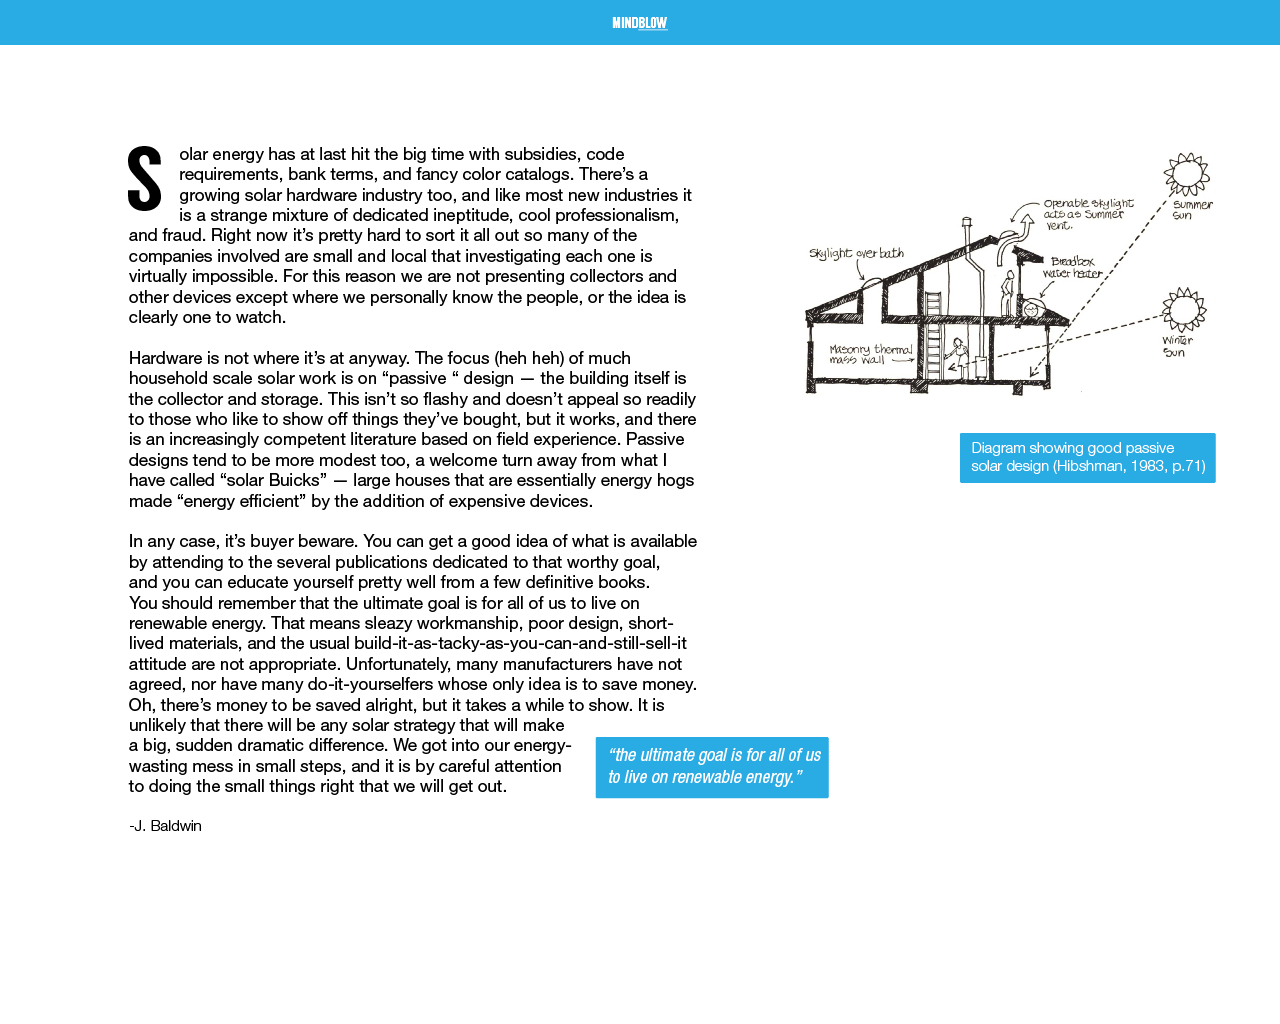 MINDBLOW
Solar energy has at last hit the big time with subsidies, code
requirements, bank terms, and fancy color catalogs. There’s a
growing solar hardware industry too, and like most new industries it
is a strange mixture of dedicated ineptitude, cool professionalism,
and fraud. Right now it’s pretty hard to sort it all out so many of the
companies involved are small and local that investigating each one is
virtually impossible. For this reason we are not presenting collectors and
other devices except where we personally know the people, or the idea is
clearly one to watch.
Hardware is not where it’s at anyway. The focus (heh heh) of much
household scale solar work is on “passive “ design — the building itself is
the collector and storage. This isn’t so flashy and doesn’t appeal so readily
to those who like to show off things they’ve bought, but it works, and there
is an increasingly competent literature based on field experience. Passive
designs tend to be more modest too, a welcome turn away from what I
have called “solar Buicks” — large houses that are essentially energy hogs
made “energy efficient” by the addition of expensive devices.
In any case, it’s buyer beware. You can get a good idea of what is available
by attending to the several publications dedicated to that worthy goal,
and you can educate yourself pretty well from a few definitive books.
You should remember that the ultimate goal is for all of us to live on
renewable energy. That means sleazy workmanship, poor design, short-
lived materials, and the usual build-it-as-tacky-as-you-can-and-still-sell-it
attitude are not appropriate. Unfortunately, many manufacturers have not
agreed, nor have many do-it-yourselfers whose only idea is to save money.
Oh, there’s money to be saved alright, but it takes a while to show. It is
unlikely that there will be any solar strategy that will make
a big, sudden dramatic difference. We got into our energy-
wasting mess in small steps, and it is by careful attention
to doing the small things right that we will get out.
-J. Baldwin
“the ultimate goal is for all of us
to live on renewable energy.”
Summer
Sun
Openable skylight
acts as Summer
vent.
Skylight over bath
Breadbox
water heater
Masonry thermal
mass wall
Winter
Sun
Diagram showing good passive
solar design (Hibshman, 1983, p.71)